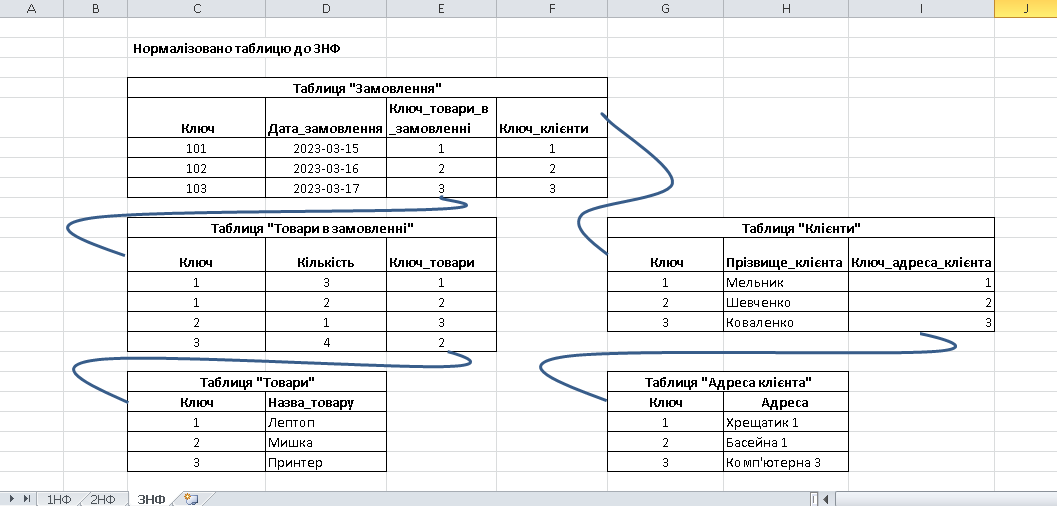 A B C D E F G H I J
Нормалізовано таблицю до 3НФ
Таблиця "Замовлення"
Ключ Дата_замовлення Ключ_товари_в_замовленні Ключ_клієнти
101 2023-03-15 1 1
102 2023-03-16 2 2
103 2023-03-17 3 3
Таблиця "Товари в замовленні"
Ключ Кількість Ключ_товари
1 3 1
1 2 2
2 1 3
3 4 2
Таблиця "Клієнти"
Ключ Прізвище_клієнта Ключ_адреса_клієнта
1 Мельник 1
2 Шевченко 2
3 Коваленко 3
Таблиця "Товари"
Ключ Назва_товару
1 Лептоп
2 Мишка
3 Принтер
Таблиця "Адреса клієнта"
Ключ Адреса
1 Хрещатик 1
2 Басейна 1
3 Комп'ютерна 3
1НФ 2НФ 3НФ